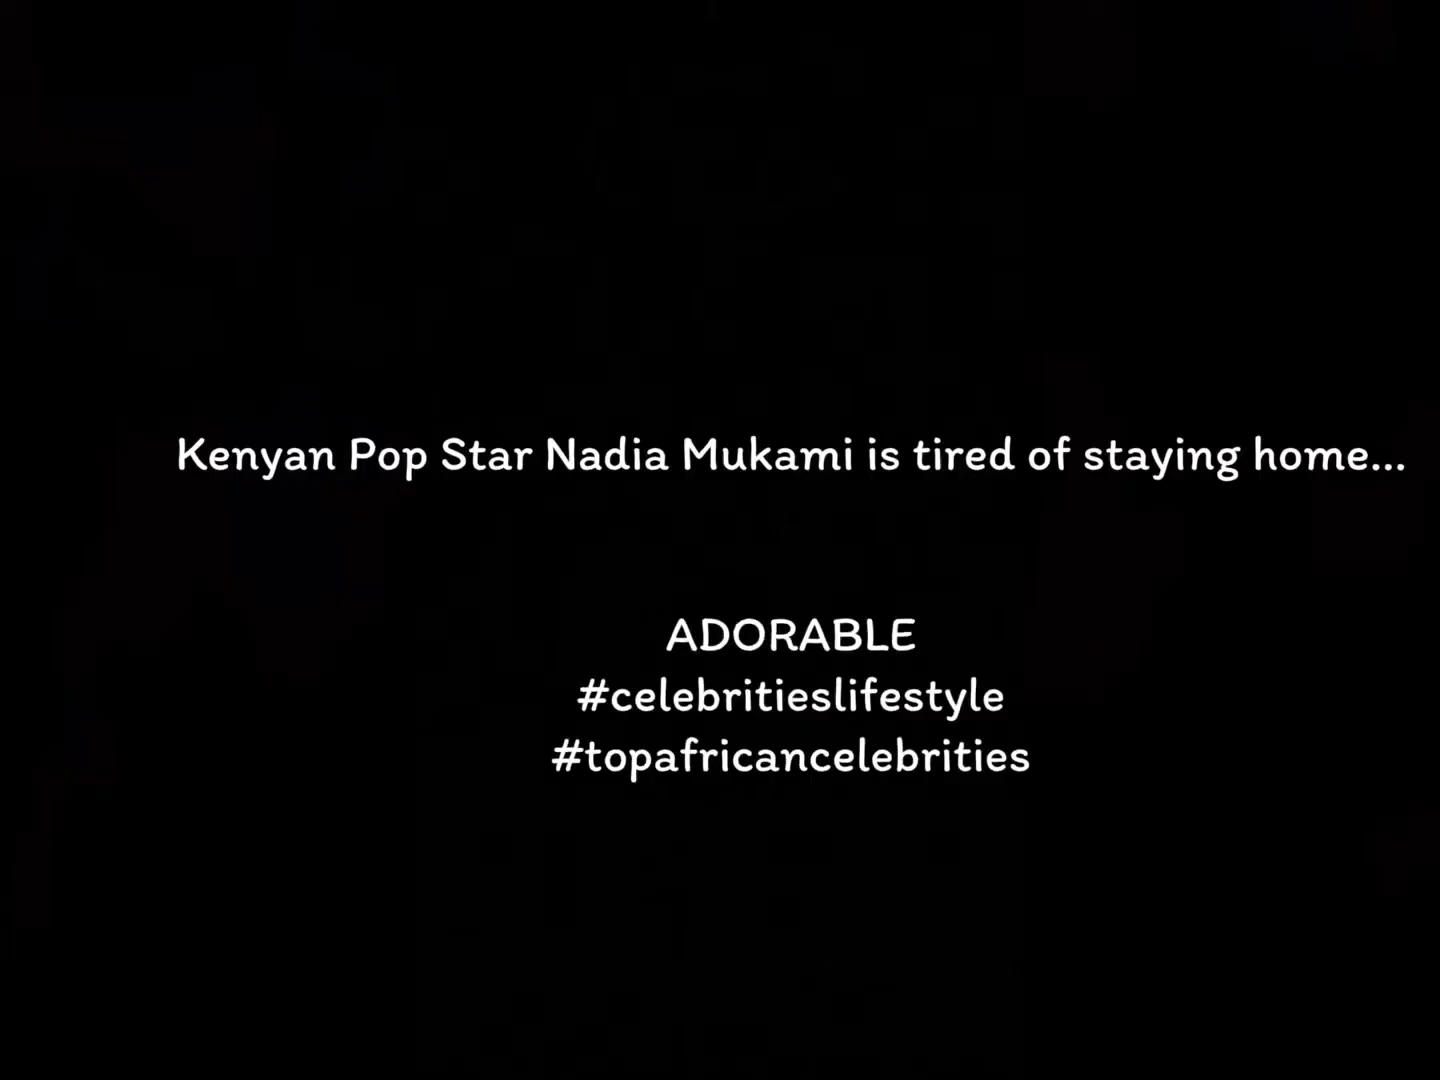 Kenyan Pop Star Nadia Mukami is tired of staying home...
ADORABLE
#celebritieslifestyle
#topafricancelebrities